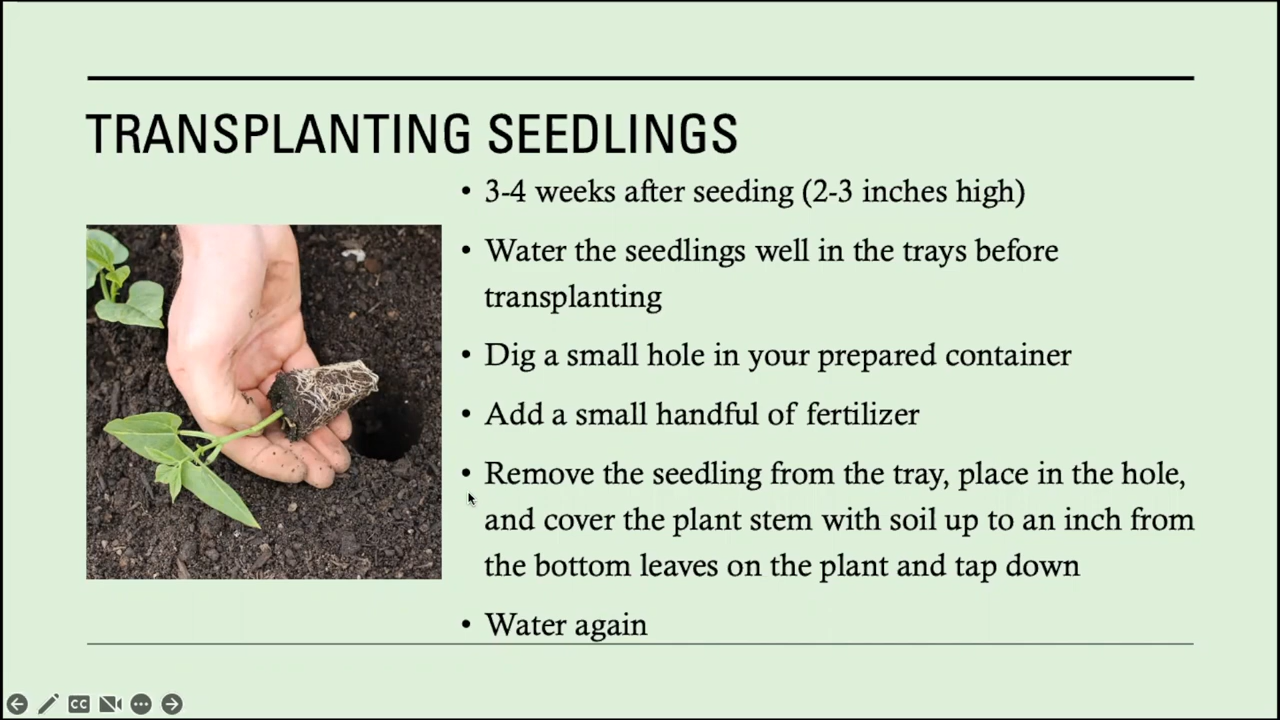 TRANSPLANTING SEEDLINGS
• 3-4 weeks after seeding (2-3 inches high)
• Water the seedlings well in the trays before
transplanting
• Dig a small hole in your prepared container
• Add a small handful of fertilizer
• Remove the seedling from the tray, place in the hole,
and cover the plant stem with soil up to an inch from
the bottom leaves on the plant and tap down
• Water again
CC